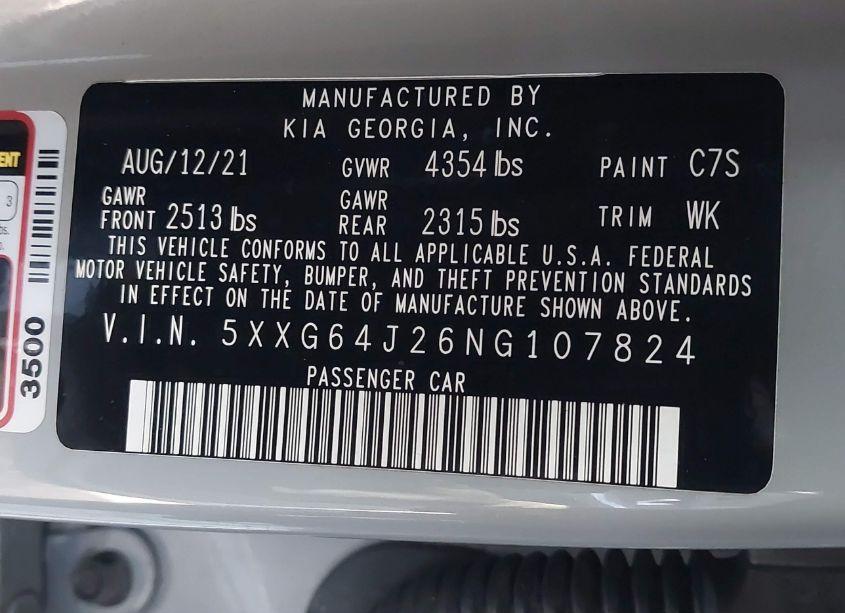 MANUFACTURED BY
KIA GEORGIA, INC.
AUG/12/21 GVWR 4354 lbs PAINT C7S
GAWR FRONT 2513 lbs GAWR REAR 2315 lbs TRIM WK
THIS VEHICLE CONFORMS TO ALL APPLICABLE U.S.A. FEDERAL
MOTOR VEHICLE SAFETY, BUMPER, AND THEFT PREVENTION STANDARDS
IN EFFECT ON THE DATE OF MANUFACTURE SHOWN ABOVE.
V.I.N. 5XXG64J26NG107824
PASSENGER CAR
3500
3